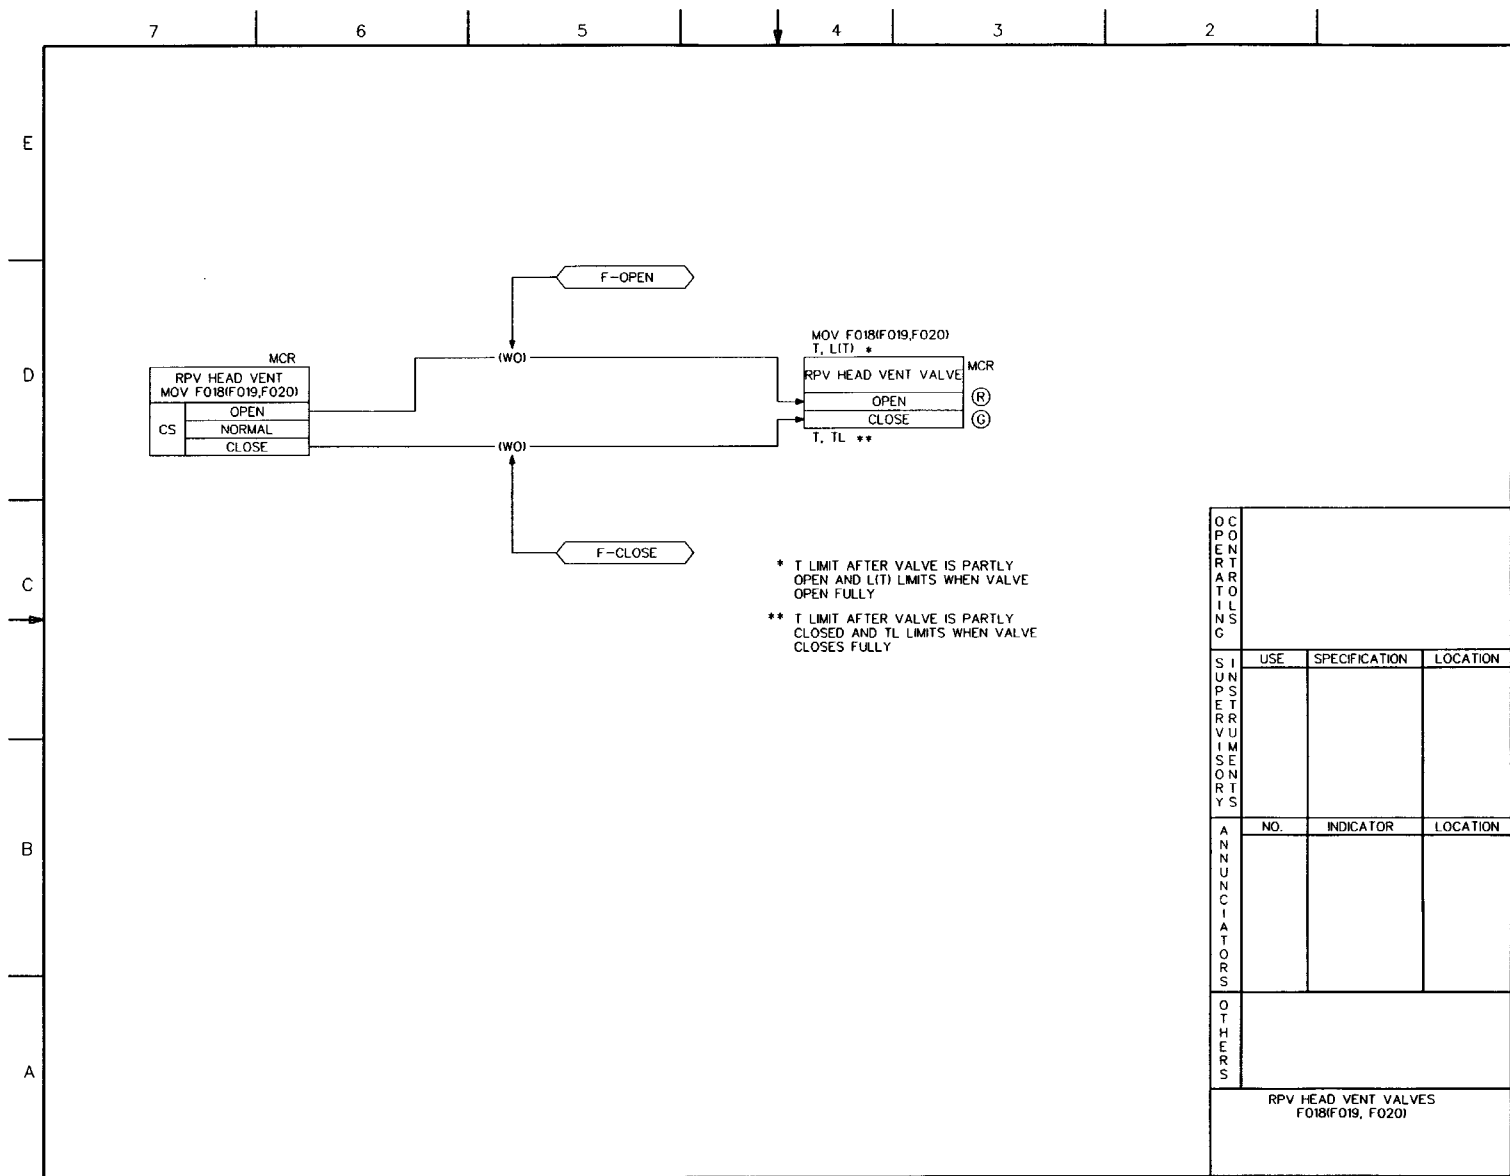 7 6 5 4 3 2
E
D
C
B
A
F-OPEN
MCR
RPV HEAD VENT
MOV F018(F019,F020)
CS
OPEN
NORMAL
CLOSE
(WO)
(WO)
F-CLOSE
MOV F018(F019,F020)
T, L(T) *
RPV HEAD VENT VALVE
MCR
OPEN
R
CLOSE
G
T, TL **
* T LIMIT AFTER VALVE IS PARTLY
OPEN AND L(T) LIMITS WHEN VALVE
OPEN FULLY
** T LIMIT AFTER VALVE IS PARTLY
CLOSED AND TL LIMITS WHEN VALVE
CLOSES FULLY
OPERATING
CONTROLS
SUPERVISORY
INSTRUMENTS
USE SPECIFICATION LOCATION
ANNUNCIATORS
NO. INDICATOR LOCATION
OTHERS
RPV HEAD VENT VALVES
F018(F019, F020)